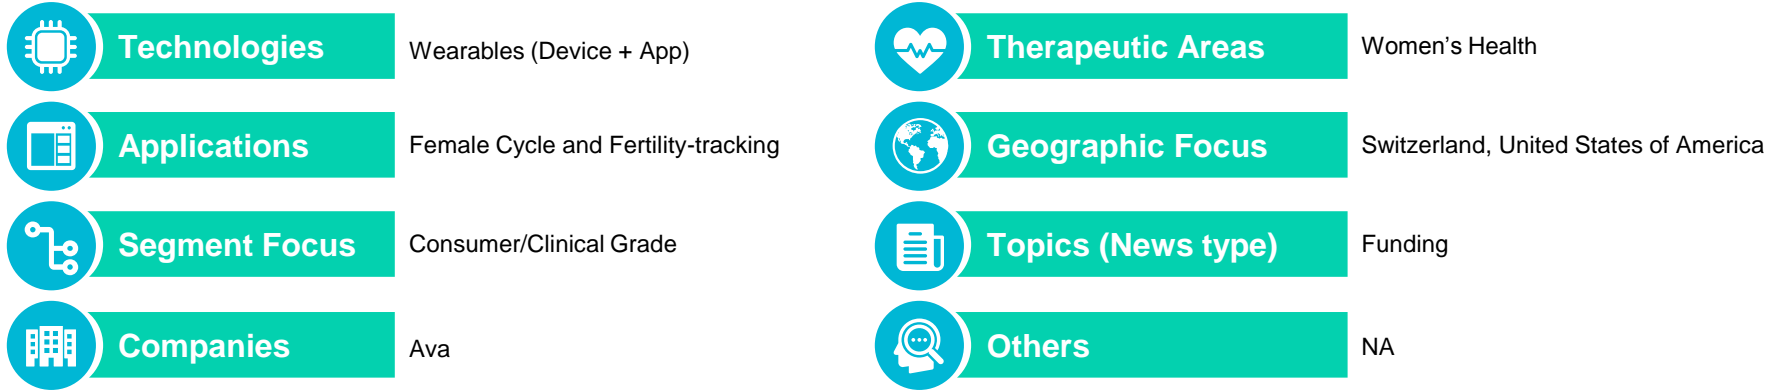 Technologies
Wearables (Device + App)
Applications
Female Cycle and Fertility-tracking
Segment Focus
Consumer/Clinical Grade
Companies
Ava
Therapeutic Areas
Women’s Health
Geographic Focus
Switzerland, United States of America
Topics (News type)
Funding
Others
NA